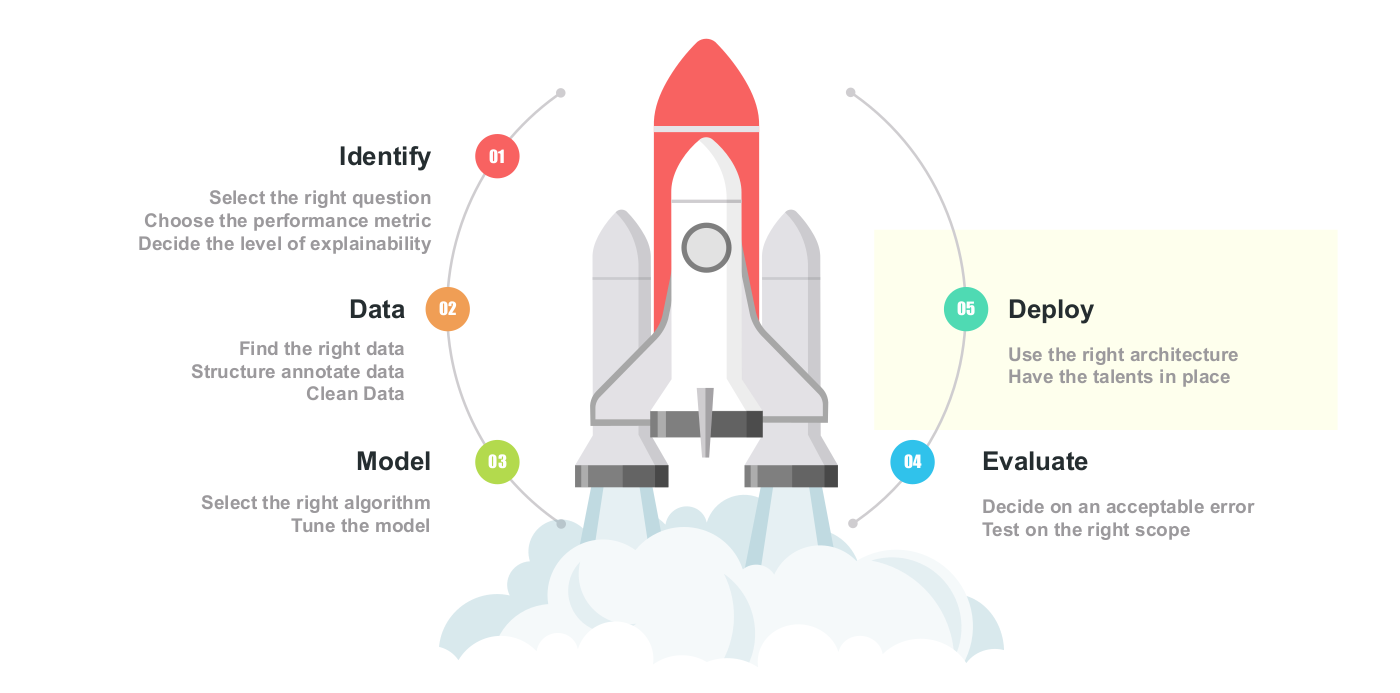 01
Identify
Select the right question
Choose the performance metric
Decide the level of explainability
02
Data
Find the right data
Structure annotate data
Clean Data
03
Model
Select the right algorithm
Tune the model
04
Evaluate
Decide on an acceptable error
Test on the right scope
05
Deploy
Use the right architecture
Have the talents in place